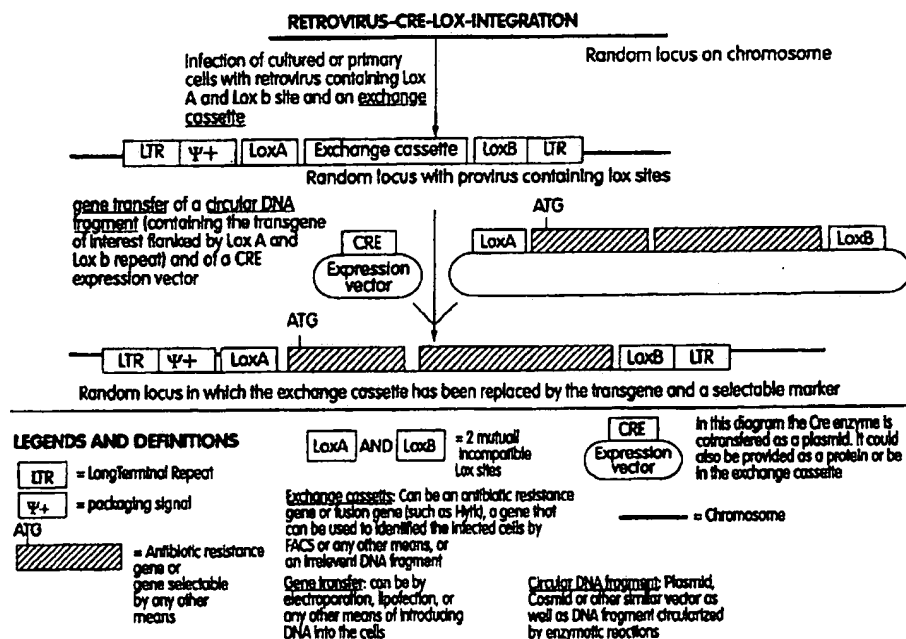 RETROVIRUS-CRE-LOX-INTEGRATION
Infection of cultured or primary
cells with retrovirus containing Lox
A and Lox b site and an exchange
cassette
Random locus on chromosome
LTR Ψ+ LoxA Exchange cassette LoxB LTR
Random locus with provirus containing lox sites
gene transfer of a circular DNA
fragment (containing the transgene
of interest flanked by Lox A and
Lox b repeat) and of a CRE
expression vector
CRE
Expression
vector
ATG
LoxA LoxB
ATG
LTR Ψ+ LoxA LoxB LTR
Random locus in which the exchange cassette has been replaced by the transgene and a selectable marker
LEGENDS AND DEFINITIONS
LTR = LongTerminal Repeat
Ψ+ = packaging signal
ATG
= Antibiotic resistance
gene or
gene selectable
by any other
means
LoxA AND LoxB = 2 mutuall
incompatible
Lox sites
Exchange cassette: Can be an antibiotic resistance
gene or fusion gene (such as Hytk), a gene that
can be used to identified the infected cells by
FACS or any other means, or
an irrelevent DNA fragment
Gene transfer: can be by
electroporation, lipofection, or
any other means of introducing
DNA into the cells
CRE
Expression
vector
in this diagram the Cre enzyme is
cotransfered as a plasmid. It could
also be provided as a protein or be
in the exchange cassette
= Chromosome
Circular DNA fragment: Plasmid,
Cosmid or other similar vector as
well as DNA fragment circularized
by enzymatic reactions